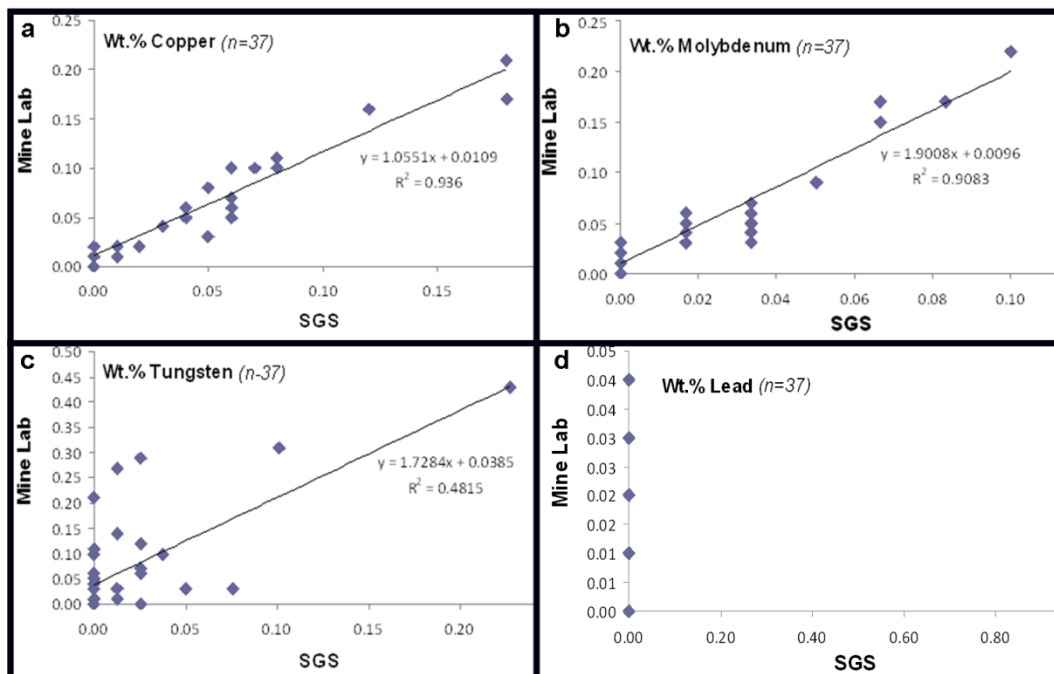 a
Wt.% Copper (n=37)
Mine Lab
0.25
0.20
0.15
0.10
0.05
0.00
y = 1.0551x + 0.0109
R² = 0.936
0.00 0.05 0.10 0.15
SGS
b
Wt.% Molybdenum (n=37)
Mine Lab
0.25
0.20
0.15
0.10
0.05
0.00
y = 1.9008x + 0.0096
R² = 0.9083
0.00 0.02 0.04 0.06 0.08 0.10
SGS
c
Wt.% Tungsten (n-37)
Mine Lab
0.50
0.45
0.40
0.35
0.30
0.25
0.20
0.15
0.10
0.05
0.00
y = 1.7284x + 0.0385
R² = 0.4815
0.00 0.05 0.10 0.15 0.20
SGS
d
Wt.% Lead (n=37)
Mine Lab
0.05
0.04
0.04
0.03
0.03
0.02
0.02
0.01
0.01
0.00
0.00 0.20 0.40 0.60 0.80
SGS